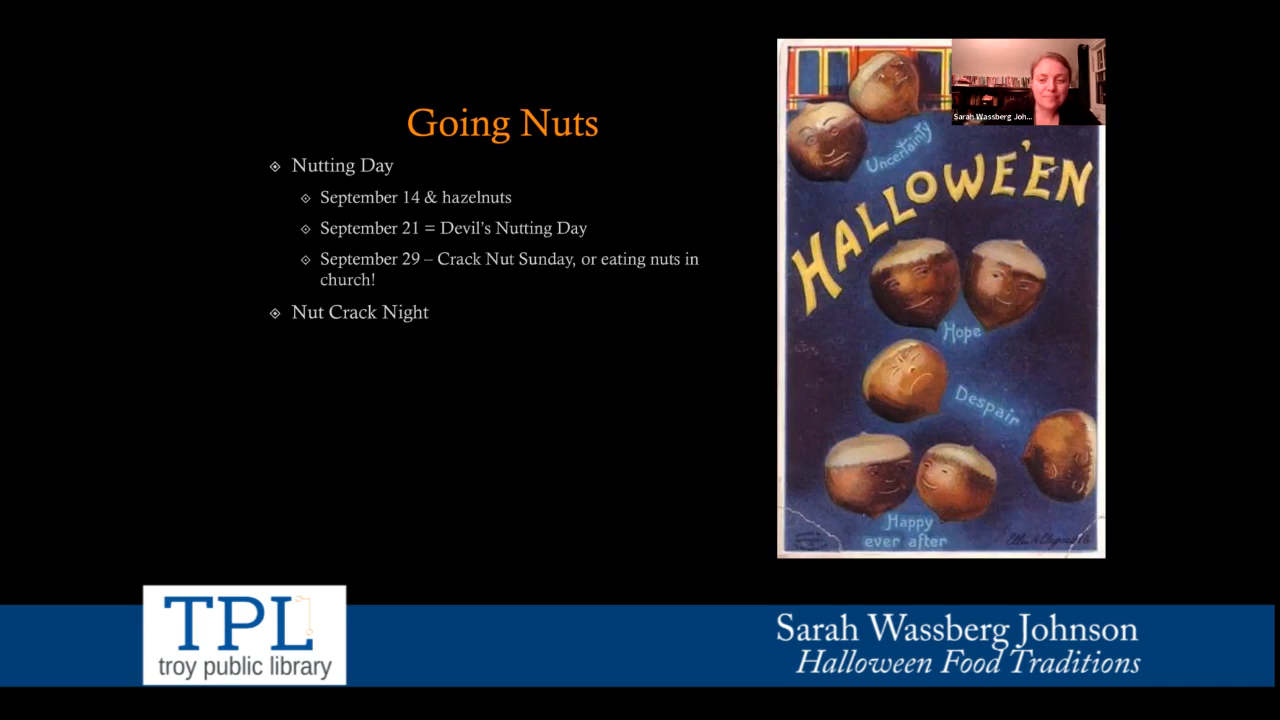 Going Nuts
Nutting Day
September 14 & hazelnuts
September 21 = Devil's Nutting Day
September 29 – Crack Nut Sunday, or eating nuts in
church!
Nut Crack Night
Sarah Wassberg Joh...
Uncertainty
HALLOWE'EN
Hope
Despair
Happy
ever after
TPL
troy public library
Sarah Wassberg Johnson
Halloween Food Traditions